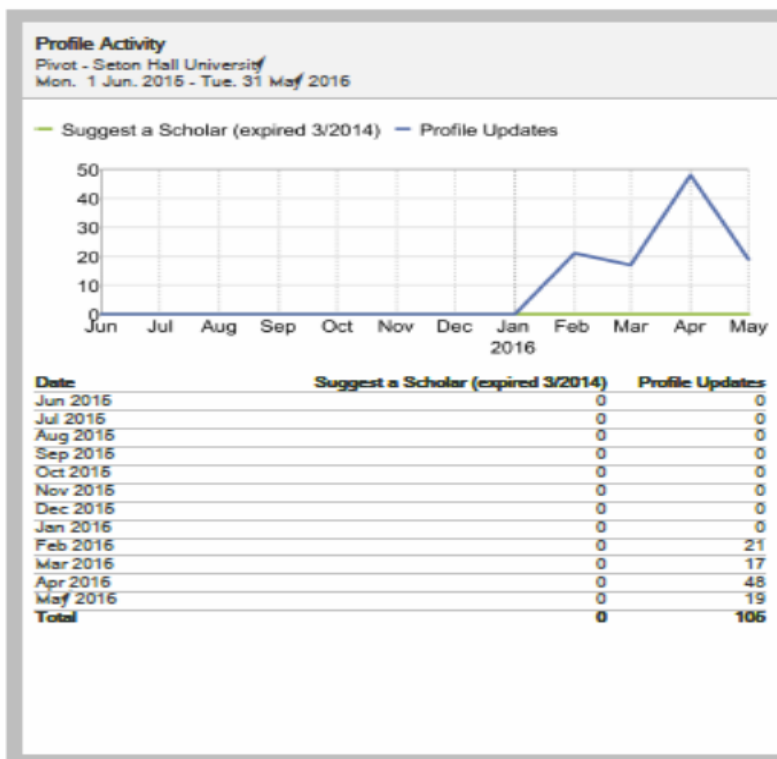 Profile Activity
Pivot - Seton Hall University
Mon. 1 Jun. 2015 - Tue. 31 May 2016
Suggest a Scholar (expired 3/2014) Profile Updates
50
40
30
20
10
0
Jun Jul Aug Sep Oct Nov Dec Jan Feb Mar Apr May
2016
Date Suggest a Scholar (expired 3/2014) Profile Updates
Jun 2015 0 0
Jul 2015 0 0
Aug 2015 0 0
Sep 2015 0 0
Oct 2015 0 0
Nov 2015 0 0
Dec 2015 0 0
Jan 2016 0 0
Feb 2016 0 21
Mar 2016 0 17
Apr 2016 0 48
May 2016 0 19
Total 0 105